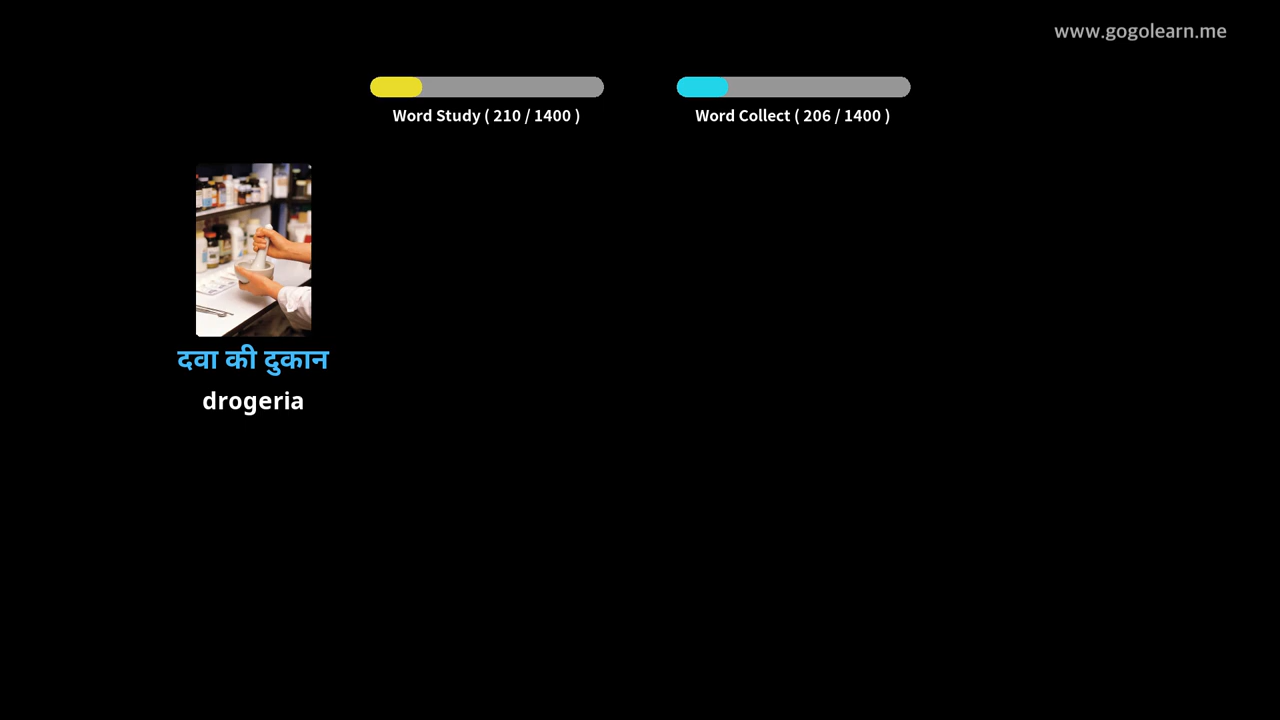 www.gogolearn.me
Word Study ( 210 / 1400 )
Word Collect ( 206 / 1400 )
दवा की दुकान
drogeria